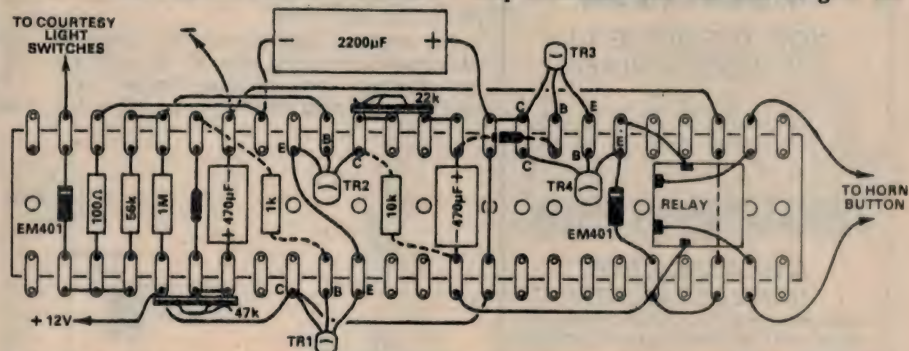 TO COURTESY
LIGHT
SWITCHES
−
− 2200µF +
TR3
22k
C B E
E B C
TR2
C B E
TR4
EM401
100Ω
56k
1M
− 470µF +
1k
10k
− 470µF +
EM401
RELAY
TO HORN
BUTTON
+ 12V
47k
C B E
TR1